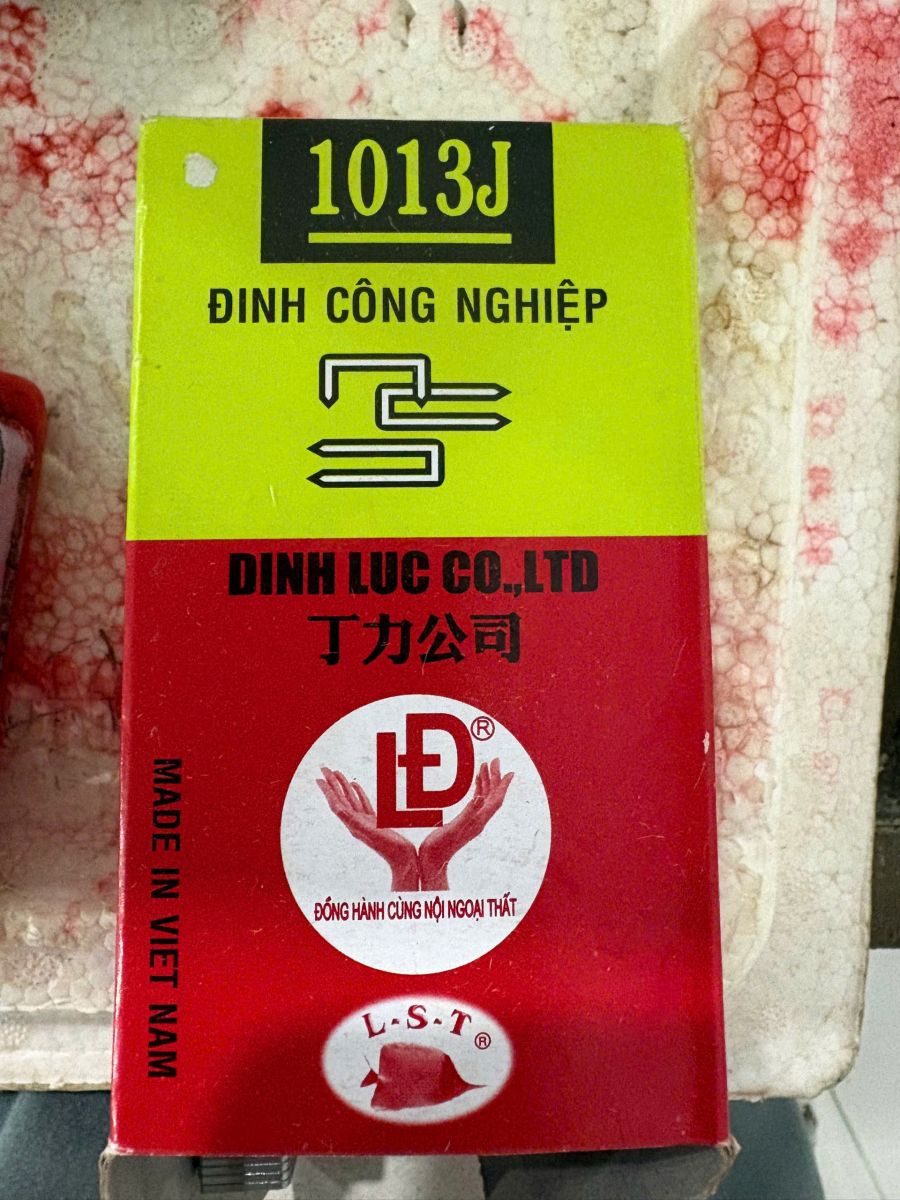 1013J
ĐINH CÔNG NGHIỆP
DINH LUC CO.,LTD
丁力公司
LĐ®
ĐỒNG HÀNH CÙNG NỘI NGOẠI THẤT
L-S-T®
MADE IN VIET NAM